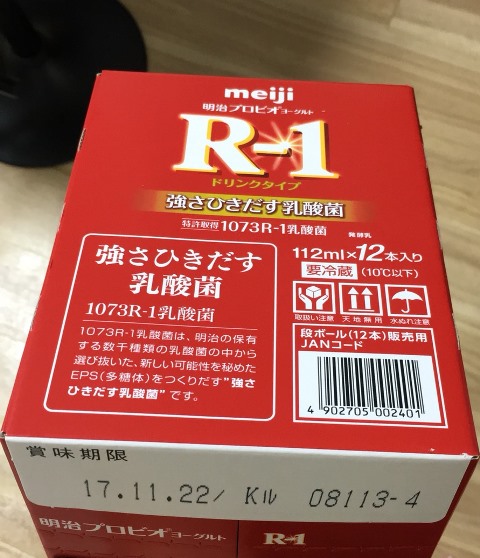 meiji
明治プロビオヨーグルト
R-1
ドリンクタイプ
強さひきだす乳酸菌
特許取得 1073R-1乳酸菌 発酵乳
強さひきだす
乳酸菌
1073R-1乳酸菌
1073R-1乳酸菌は、明治の保有
する数千種類の乳酸菌の中から
選び抜いた、新しい可能性を秘めた
EPS(多糖体)をつくりだす“強さ
ひきだす乳酸菌”です。
112ml×12本入り
要冷蔵 (10℃以下)
取扱い注意 天地無用 水ぬれ注意
段ボール(12本)販売用
JANコード
4 902705 002401
賞味期限
17.11.22/ Kル 08113-4
明治プロビオヨーグルト R-1